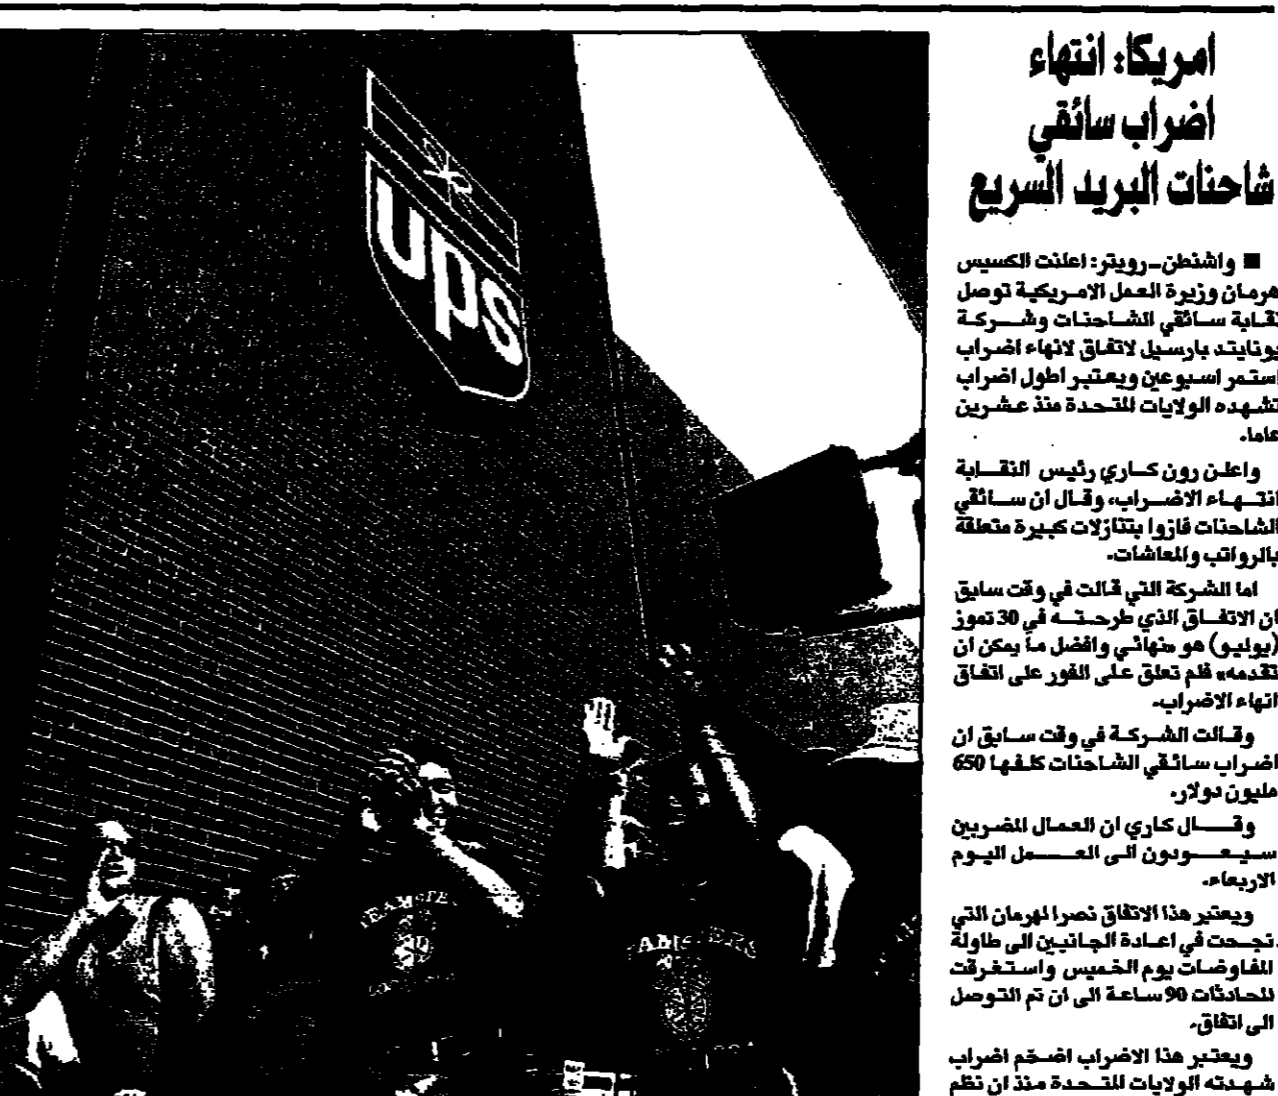 امريكا: انتهاء
اضراب سائقي
شاحنات البريد السريع
■ واشنطن ـ رويتر: اعلنت الكسيس
هرمان وزيرة العمل الامريكية توصل
نقابة سائقي الشاحنات وشركة
يونايتد بارسيل لاتفاق لانهاء اضراب
استمر اسبوعين ويعتبر اطول اضراب
تشهده الولايات المتحدة منذ عشرين
عاما.
واعلن رون كاري رئيس النقابة
انتهاء الاضراب، وقال ان سائقي
الشاحنات فازوا بتنازلات كبيرة متعلقة
بالرواتب والمعاشات.
اما الشركة التي قالت في وقت سابق
ان الاتفاق الذي طرحته في 30 تموز
(يوليو) هو «نهائي وافضل ما يمكن ان
تقدمه» فلم تعلق على الفور على اتفاق
انهاء الاضراب.
وقالت الشركة في وقت سابق ان
اضراب سائقي الشاحنات كلفها 650
مليون دولار.
وقال كاري ان العمال المضربين
سيعودون الى العمل اليوم
الاربعاء.
ويعتبر هذا الاتفاق نصرا لهرمان التي
نجحت في اعادة الجانبين الى طاولة
المفاوضات يوم الخميس واستغرقت
المحادثات 90 ساعة الى ان تم التوصل
الى اتفاق.
ويعتبر هذا الاضراب اضخم اضراب
شهدته الولايات المتحدة منذ ان نظم
ups